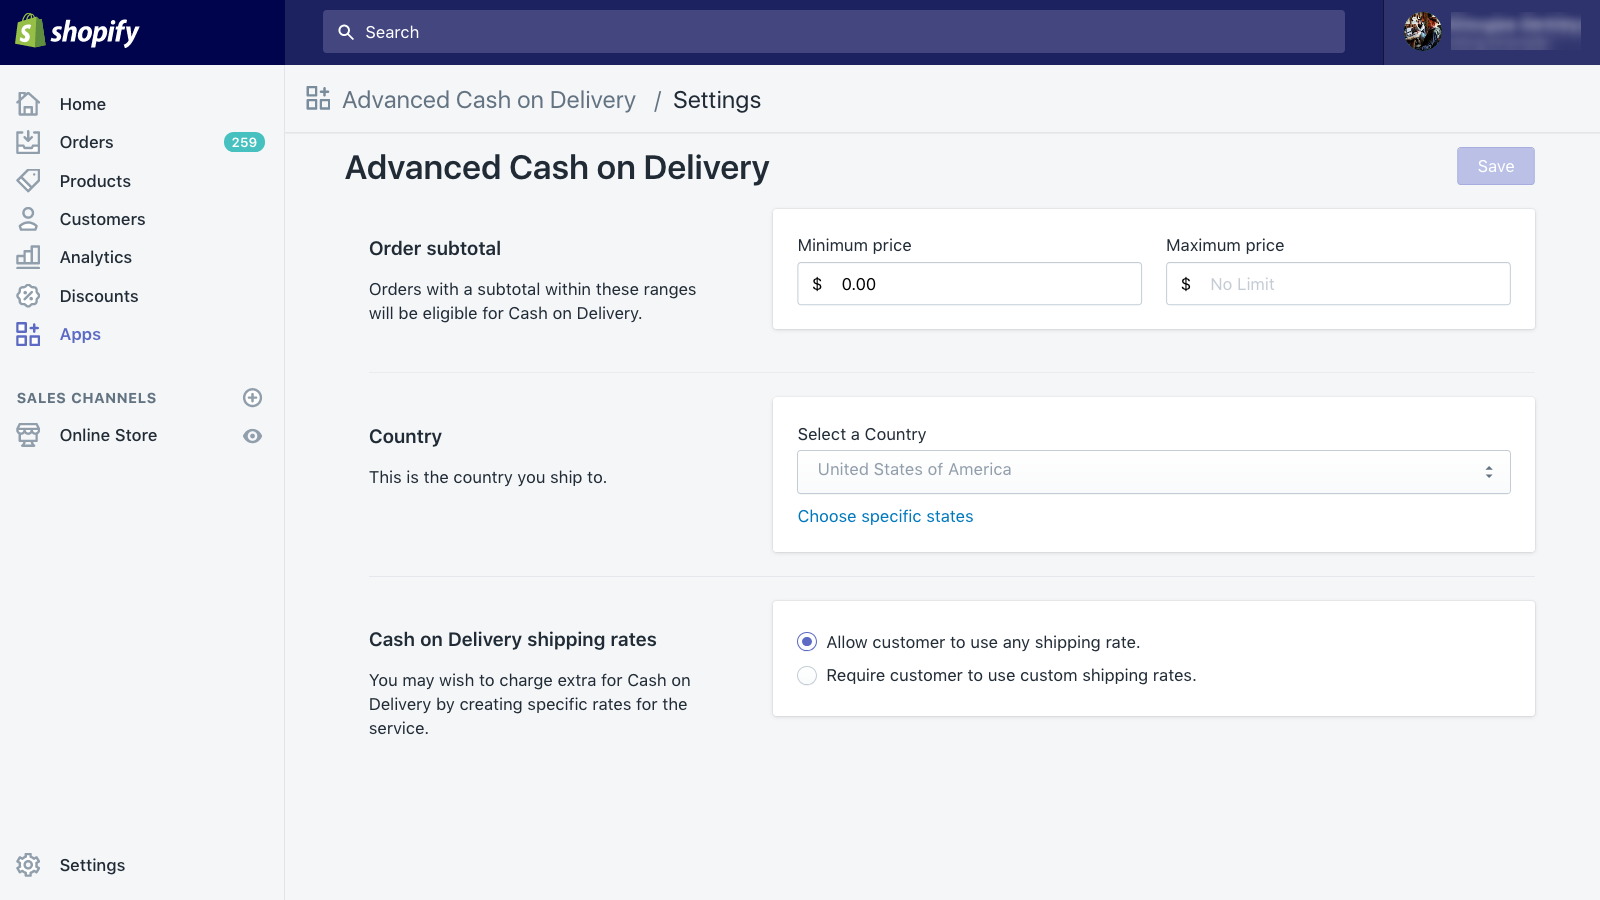 shopify
Search
Home
Orders 259
Products
Customers
Analytics
Discounts
Apps
SALES CHANNELS
Online Store
Settings
Advanced Cash on Delivery / Settings
Advanced Cash on Delivery
Save
Order subtotal
Orders with a subtotal within these ranges
will be eligible for Cash on Delivery.
Minimum price
$ 0.00
Maximum price
$ No Limit
Country
This is the country you ship to.
Select a Country
United States of America
Choose specific states
Cash on Delivery shipping rates
You may wish to charge extra for Cash on
Delivery by creating specific rates for the
service.
Allow customer to use any shipping rate.
Require customer to use custom shipping rates.